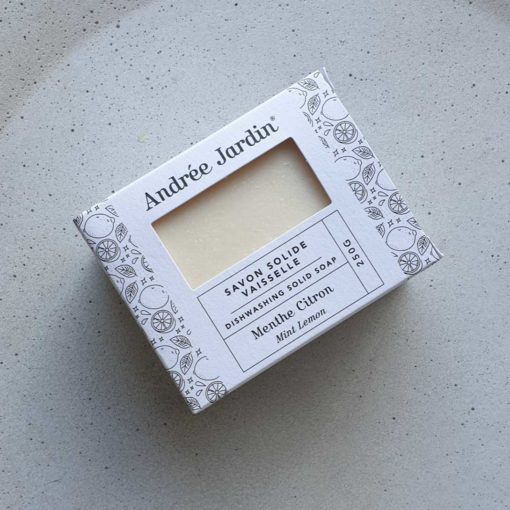 Andrée Jardin®
SAVON SOLIDE
VAISSELLE
DISHWASHING SOLID SOAP
Menthe Citron
Mint Lemon
250G